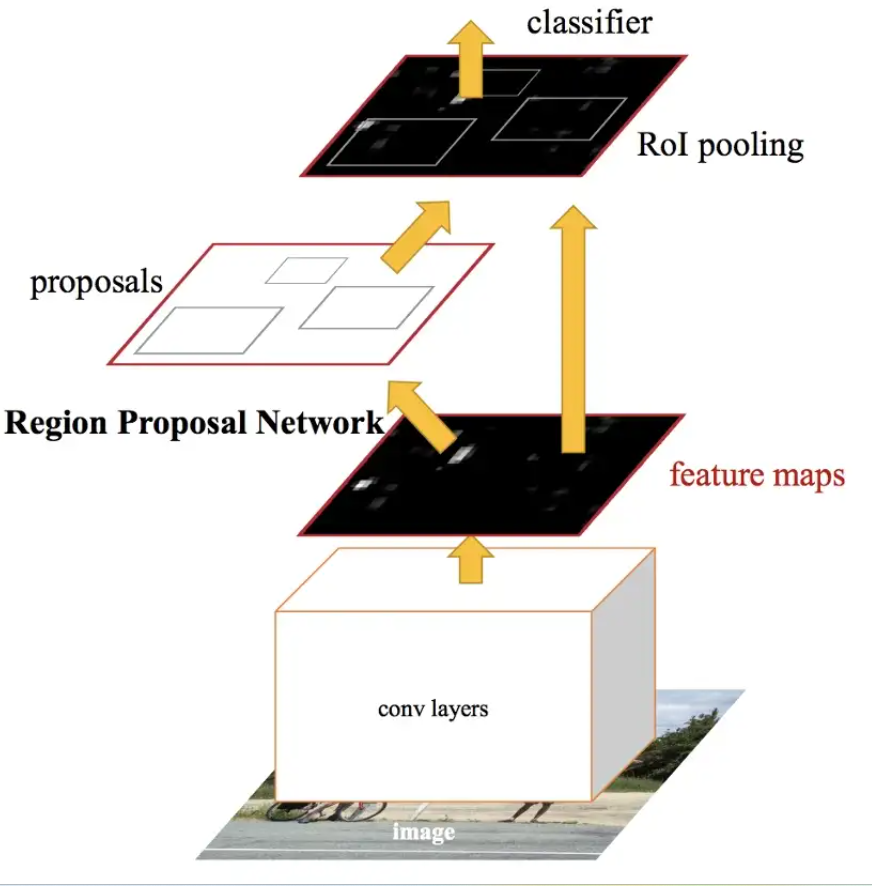 classifier
RoI pooling
proposals
Region Proposal Network
feature maps
conv layers
image